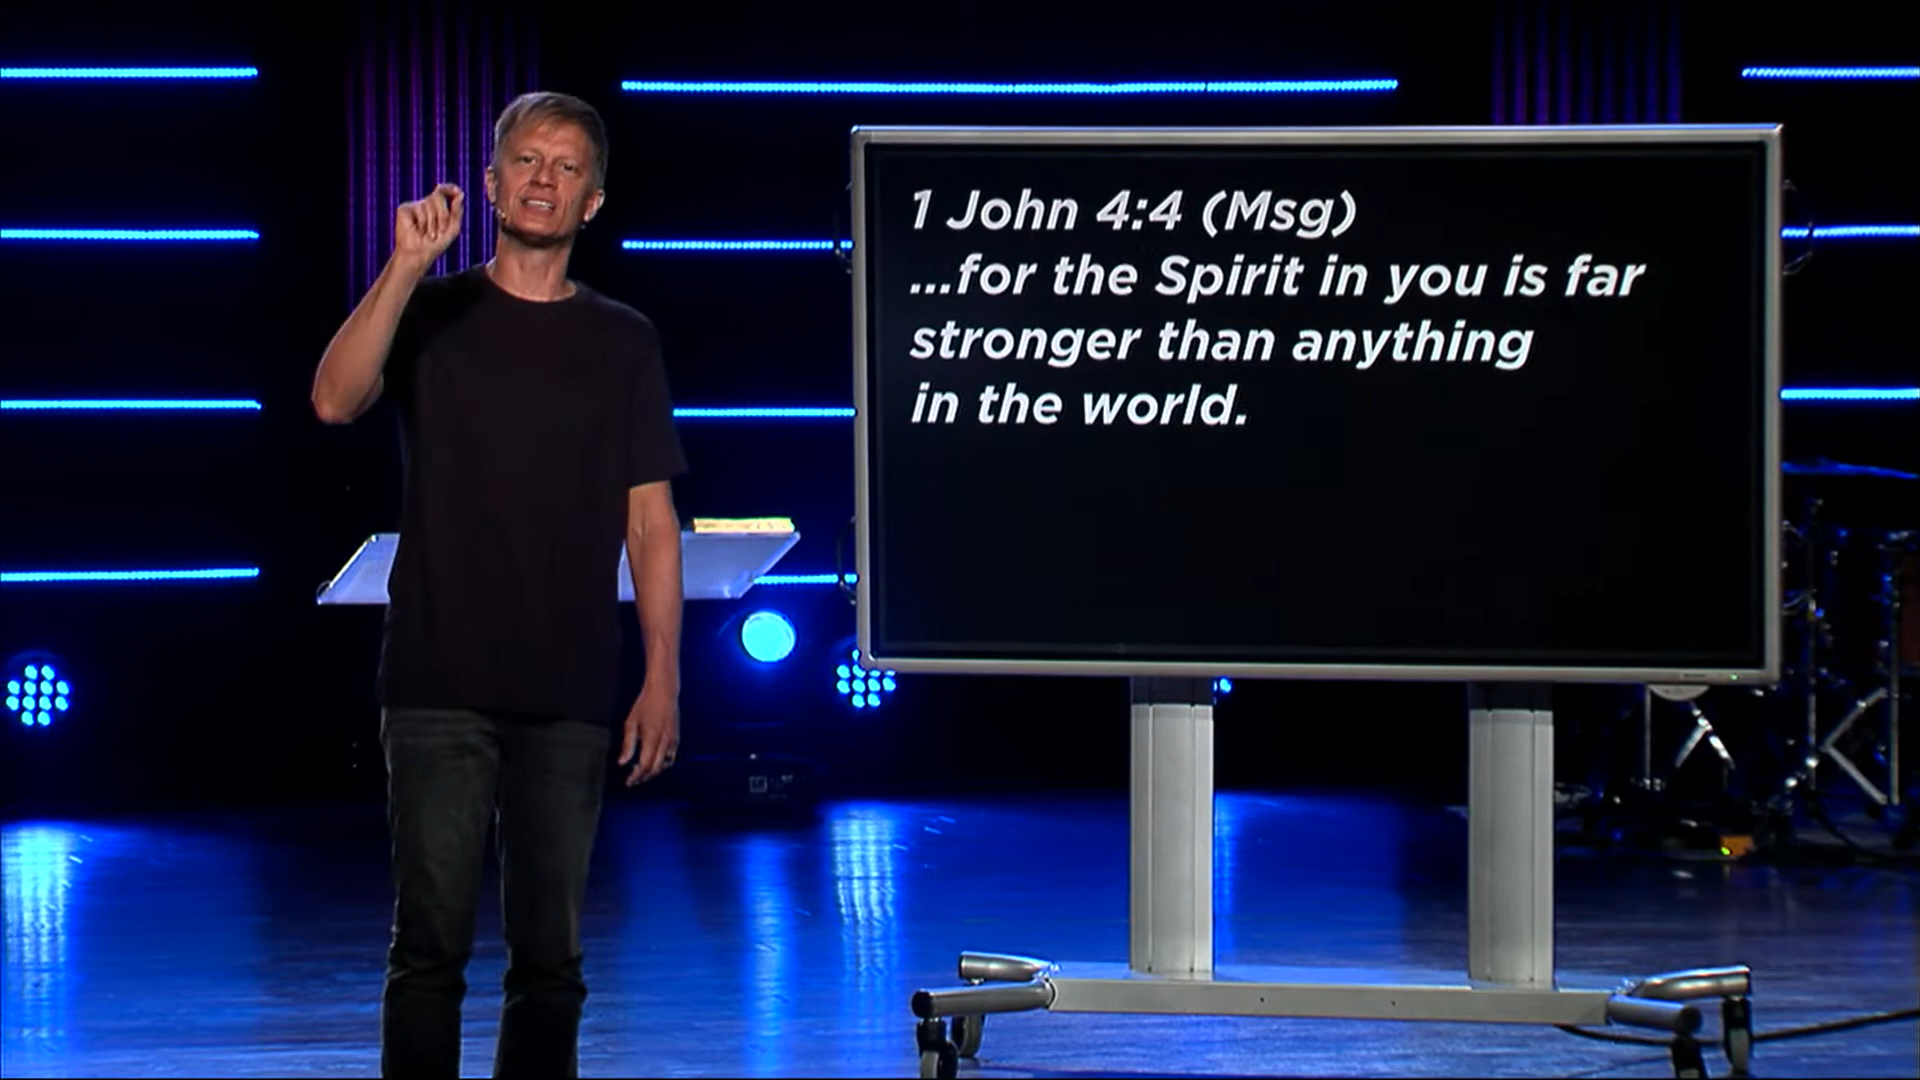 1 John 4:4 (Msg)
...for the Spirit in you is far
stronger than anything
in the world.